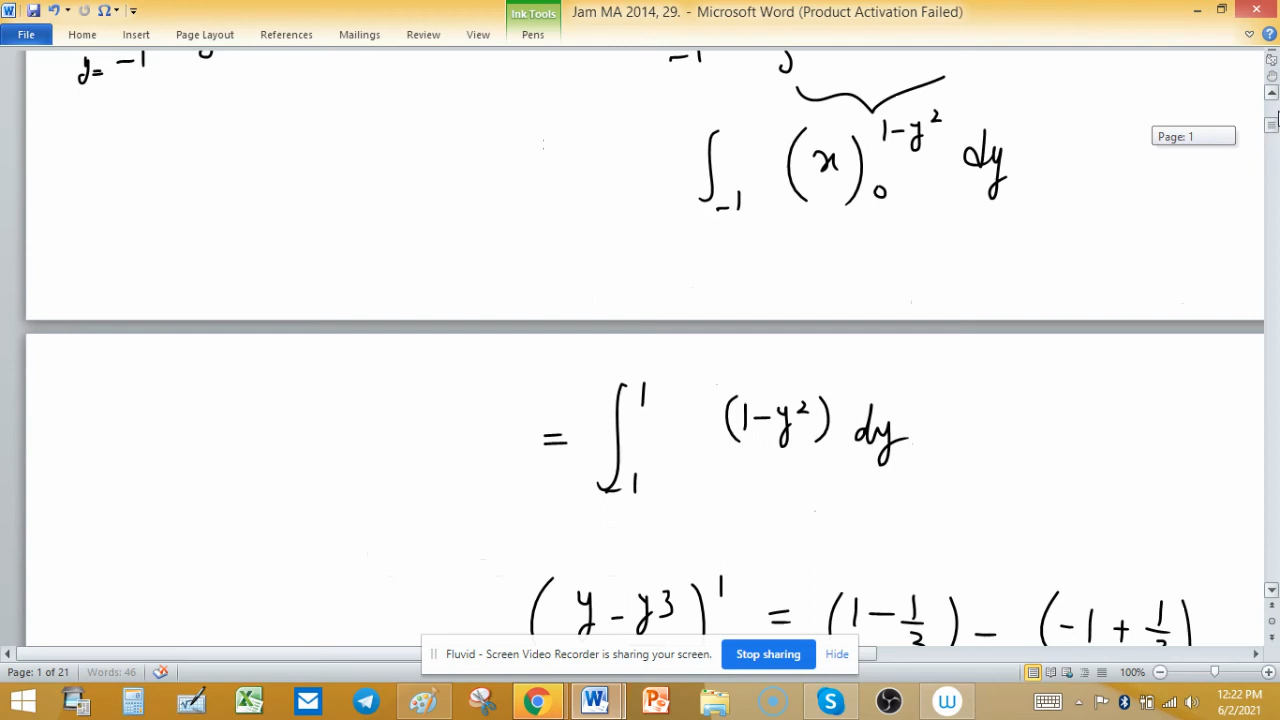 Ink Tools
Jam MA 2014, 29. - Microsoft Word (Product Activation Failed)
File Home Insert Page Layout References Mailings Review View Pens
y= -1
-1
∫_{-1} (x)_0^{1-y^2} dy
Page: 1
= ∫_{-1}^{1} (1-y^2) dy
(y - y3)^1 = (1 - 1/3) - (-1 + 1/3)
Fluvid - Screen Video Recorder is sharing your screen. Stop sharing Hide
Page: 1 of 21 Words: 46 100%
12:22 PM
6/2/2021